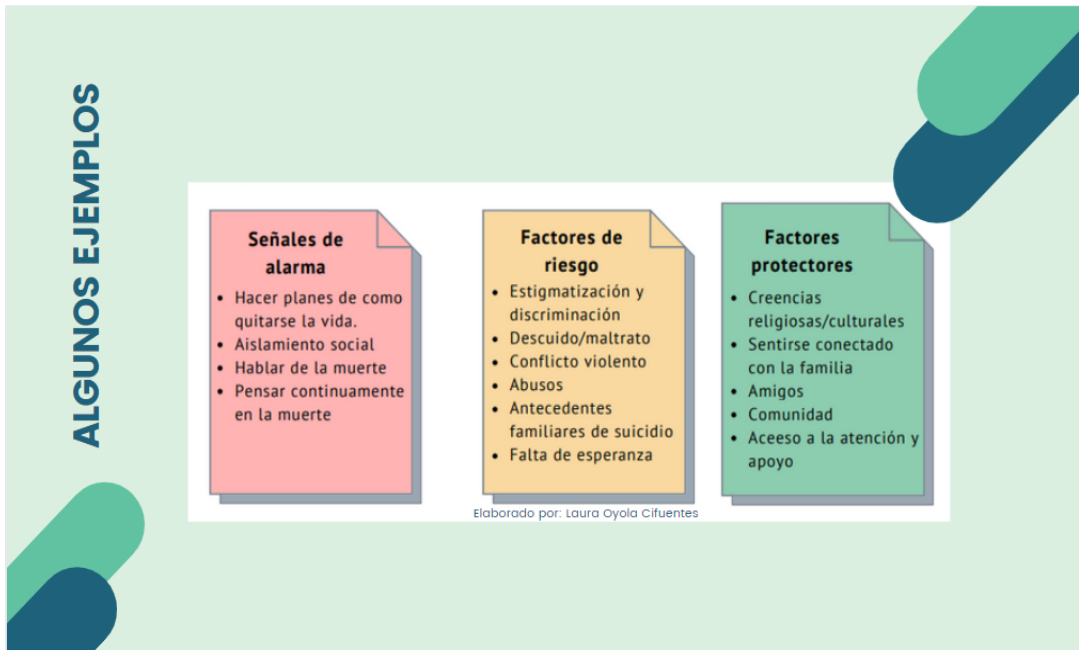 ALGUNOS EJEMPLOS
Señales de
alarma
• Hacer planes de como
quitarse la vida.
• Aislamiento social
• Hablar de la muerte
• Pensar continuamente
en la muerte
Factores de
riesgo
• Estigmatización y
discriminación
• Descuido/maltrato
• Conflicto violento
• Abusos
• Antecedentes
familiares de suicidio
• Falta de esperanza
Factores
protectores
• Creencias
religiosas/culturales
• Sentirse conectado
con la familia
• Amigos
• Comunidad
• Aceeso a la atención y
apoyo
Elaborado por: Laura Oyola Cifuentes